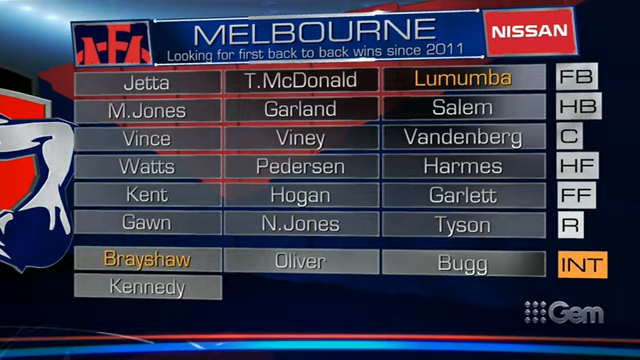 MELBOURNE
Looking for first back to back wins since 2011
NISSAN
Jetta T.McDonald Lumumba FB
M.Jones Garland Salem HB
Vince Viney Vandenberg C
Watts Pedersen Harmes HF
Kent Hogan Garlett FF
Gawn N.Jones Tyson R
Brayshaw Oliver Bugg INT
Kennedy
Gem